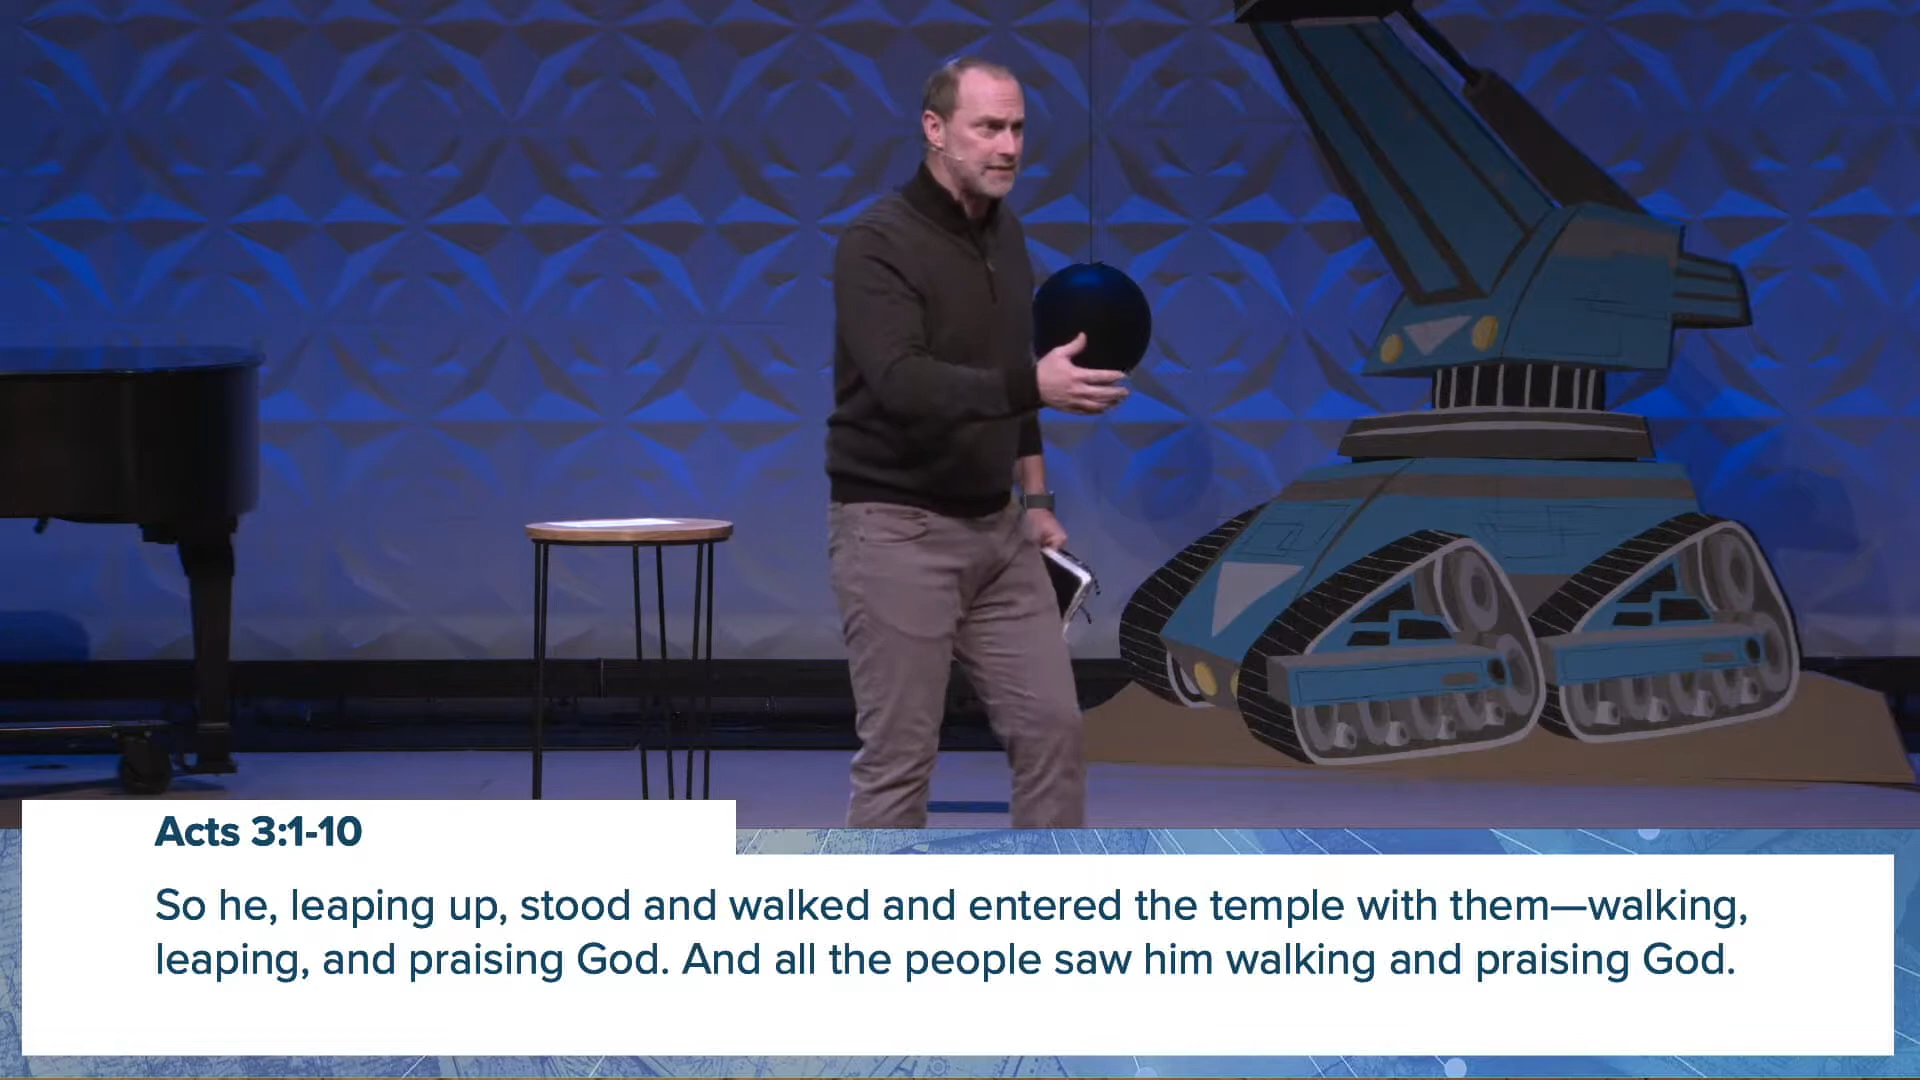 Acts 3:1-10
So he, leaping up, stood and walked and entered the temple with them—walking,
leaping, and praising God. And all the people saw him walking and praising God.